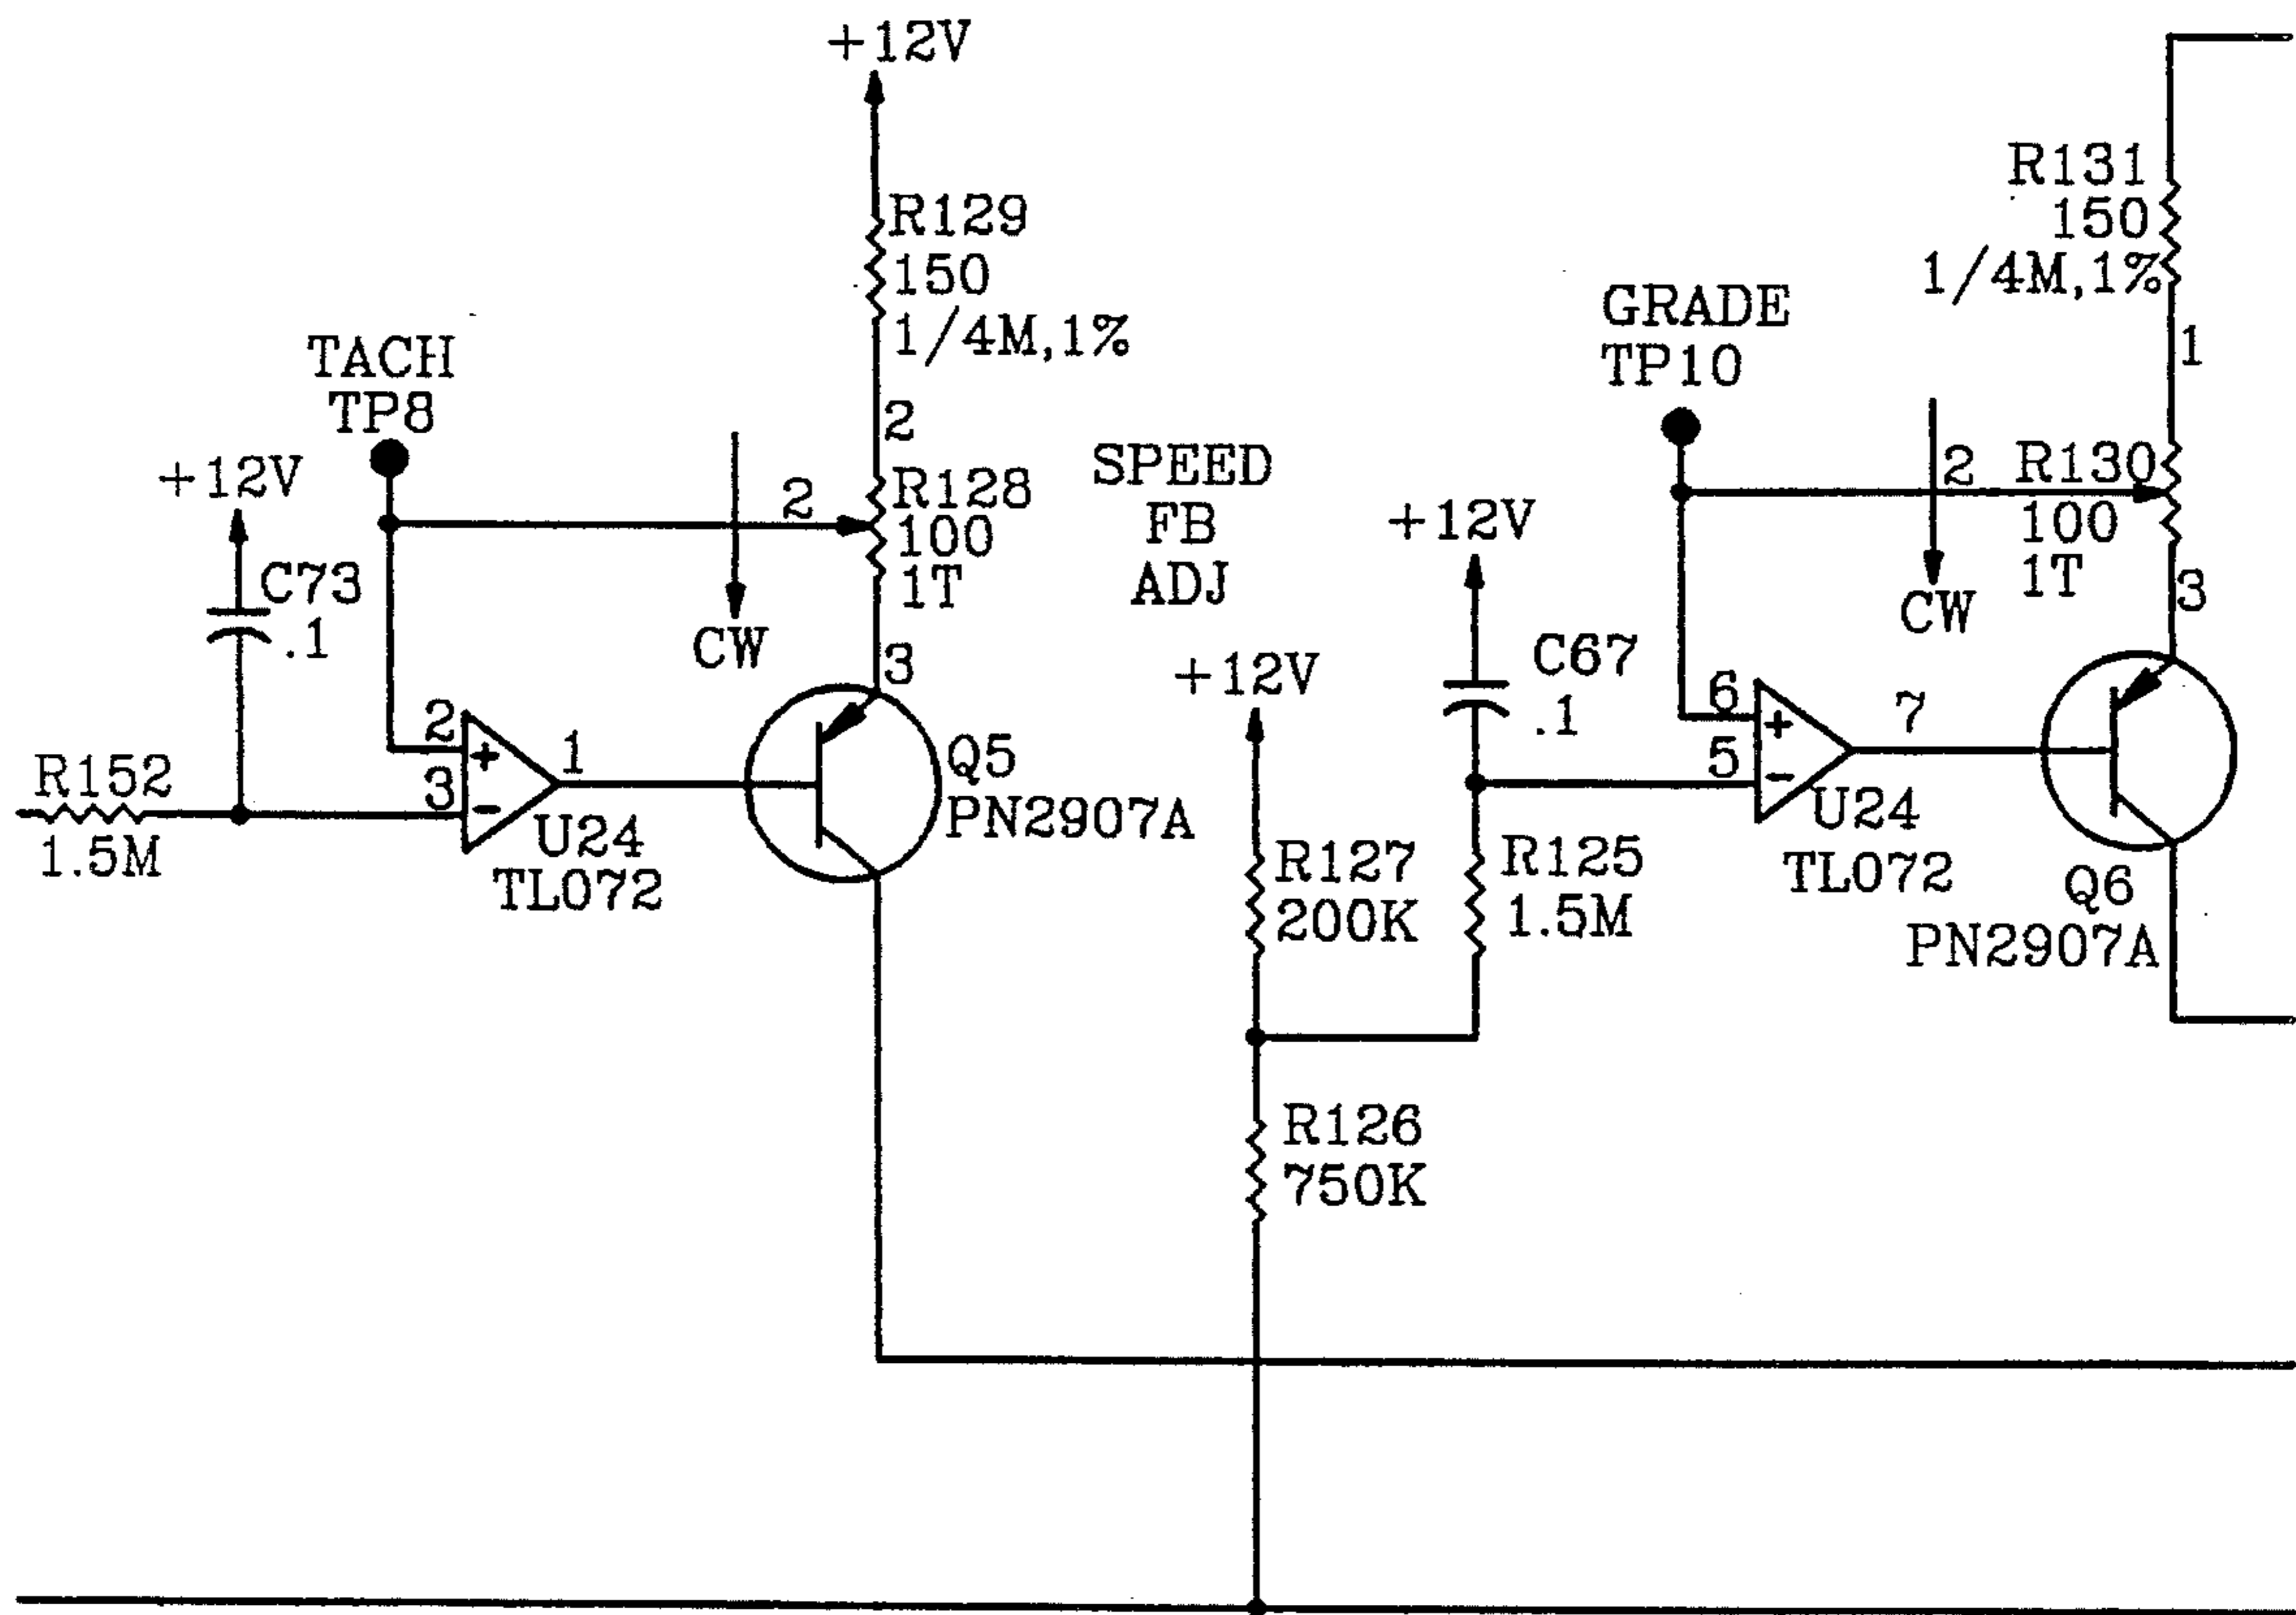 +12V
R129
150
1/4M,1%
2
TACH
TP8
+12V
C73
.1
2
R128
100
1T
CW
3
SPEED
FB
ADJ
2
3
+
-
1
U24
TL072
R152
1.5M
Q5
PN2907A
R131
150
1/4M,1%
1
GRADE
TP10
2
R130
100
1T
CW
3
+12V
C67
.1
+12V
6
5
+
-
7
U24
TL072
Q6
PN2907A
R127
200K
R125
1.5M
R126
750K